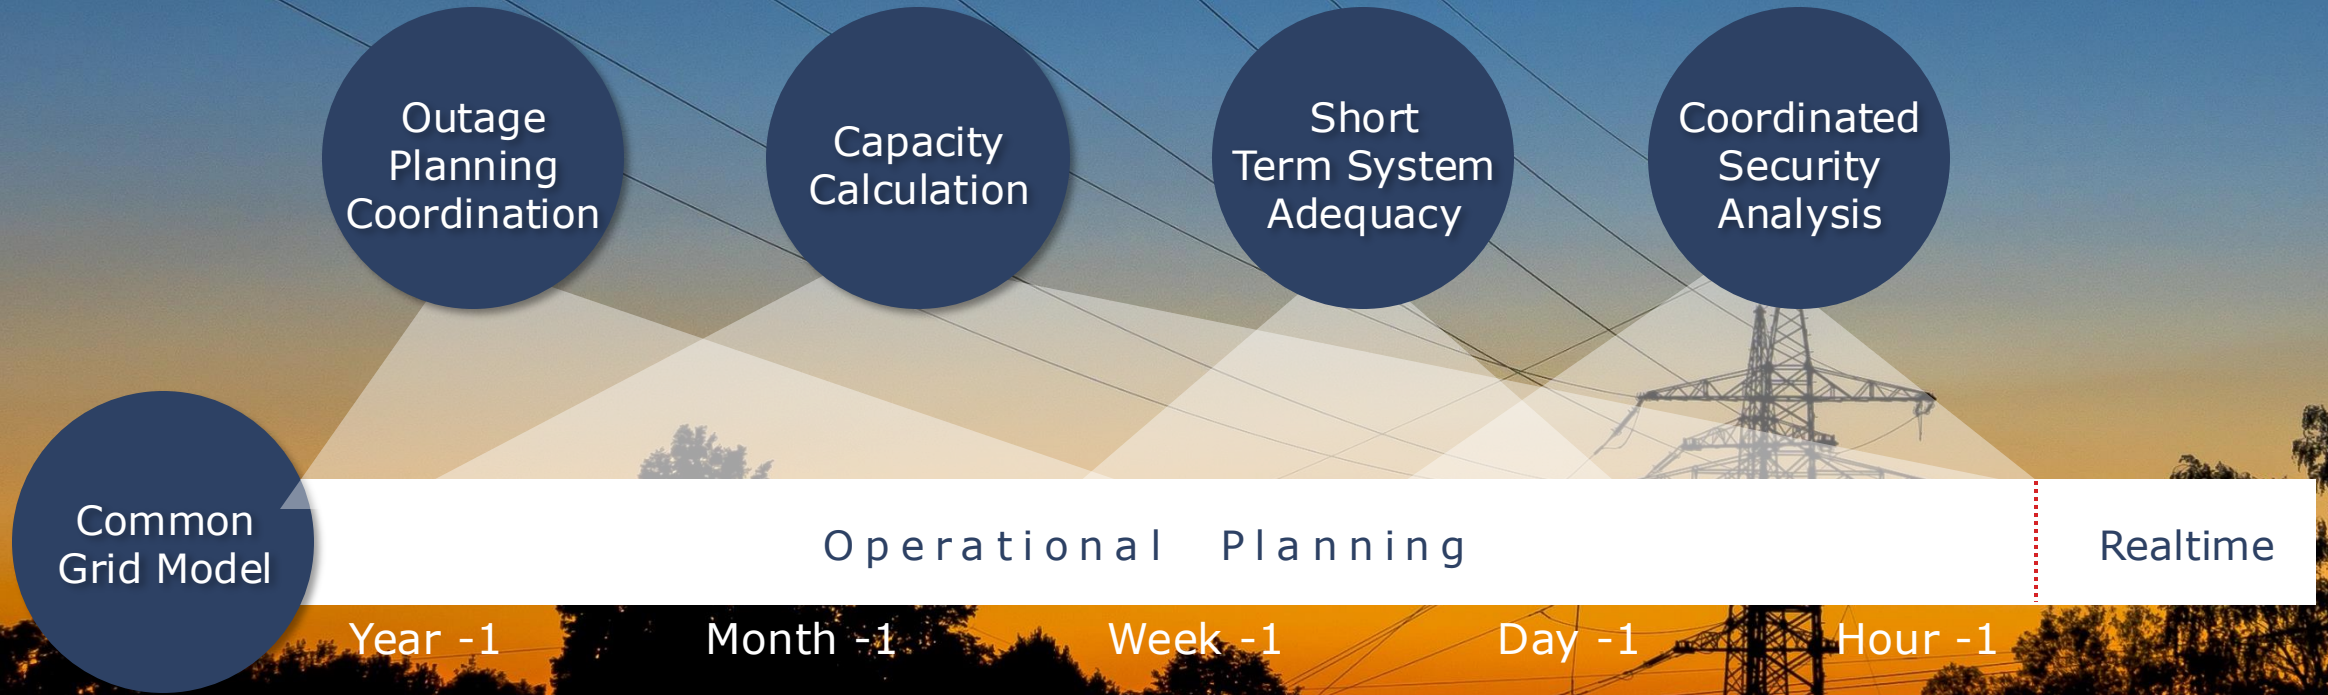 Outage
Planning
Coordination
Capacity
Calculation
Short
Term System
Adequacy
Coordinated
Security
Analysis
Common
Grid Model
Operational Planning
Realtime
Year -1
Month -1
Week -1
Day -1
Hour -1